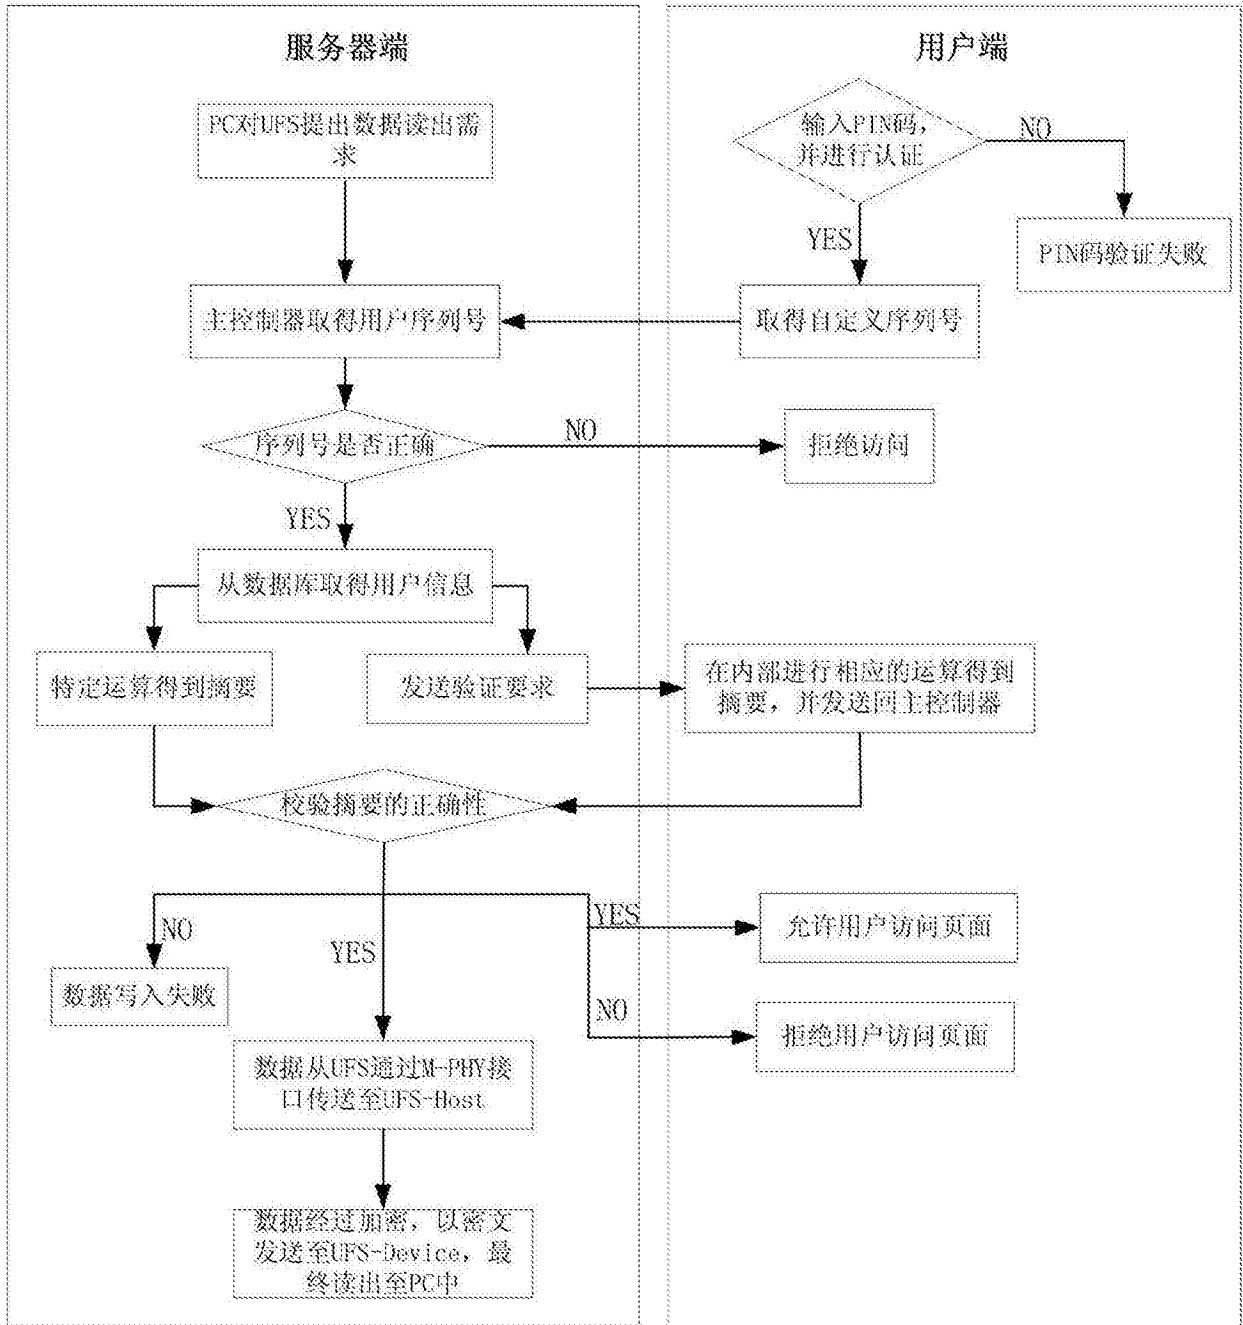 服务器端
用户端
PC对UFS提出数据读出需
求
输入PIN码,
并进行认证
NO
YES
PIN码验证失败
主控制器取得用户序列号
取得自定义序列号
序列号是否正确
NO
拒绝访问
YES
从数据库取得用户信息
特定运算得到摘要
发送验证要求
在内部进行相应的运算得到
摘要，并发送回主控制器
校验摘要的正确性
NO
YES
YES
允许用户访问页面
数据写入失败
NO
拒绝用户访问页面
数据从UFS通过M-PHY接
口传送至UFS-Host
数据经过加密，以密文
发送至UFS-Device，最
终读出至PC中